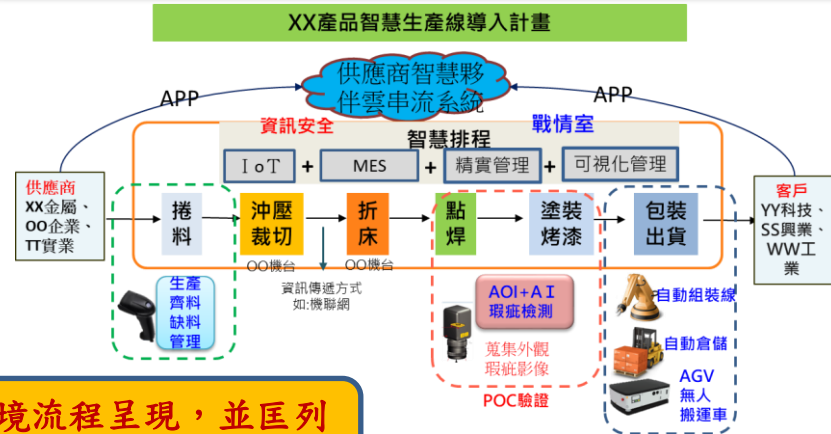 XX產品智慧生產線導入計畫
供應商智慧夥
伴雲串流系統
APP
APP
資訊安全
智慧排程
戰情室
IoT
+
MES
+
精實管理
+
可視化管理
供應商
XX金屬、
OO企業、
TT實業
捲
料
沖壓
裁切
折
床
點
焊
塗裝
烤漆
包裝
出貨
客戶
YY科技、
SS興業、
WW工
業
OO機台
OO機台
資訊傳遞方式
如:機聯網
生產
齊料
缺料
管理
AOI+AI
瑕疵檢測
蒐集外觀
瑕疵影像
POC驗證
自動組裝線
自動倉儲
AGV
無人
搬運車
境流程呈現，並匡列